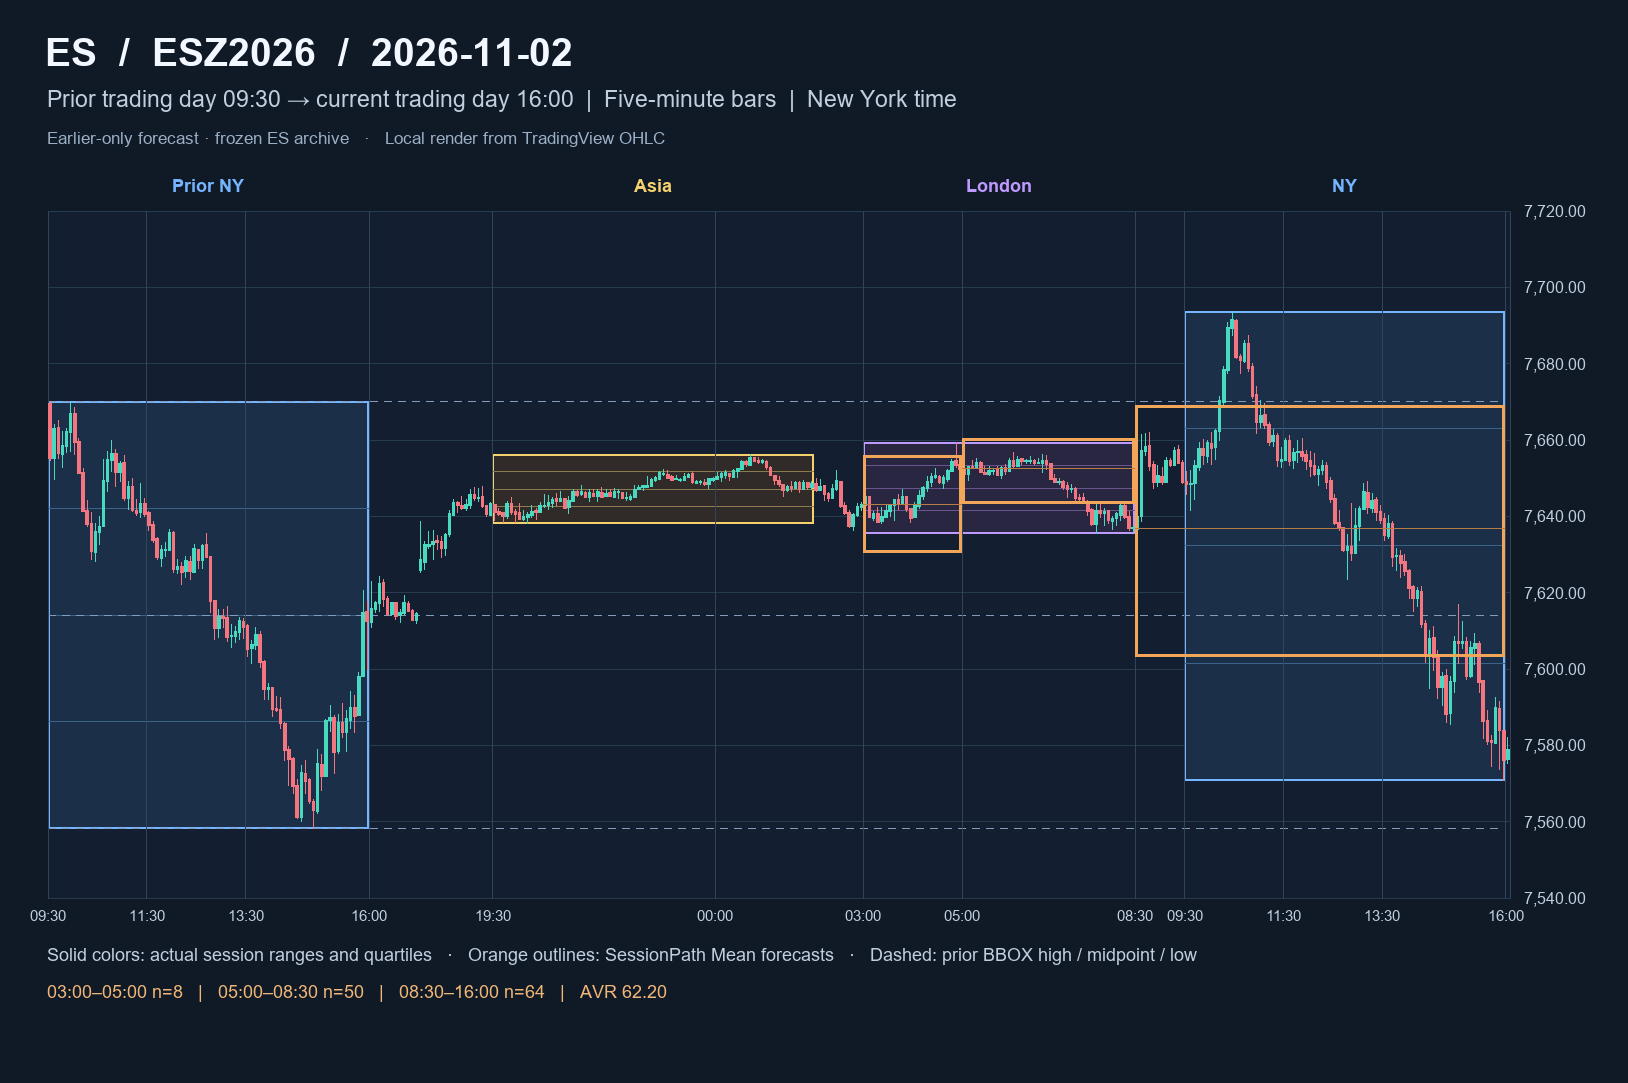 ES / ESZ2026 / 2026-11-02
Prior trading day 09:30 → current trading day 16:00 | Five-minute bars | New York time
Earlier-only forecast · frozen ES archive · Local render from TradingView OHLC
Prior NY Asia London NY
7,720.00
7,700.00
7,680.00
7,660.00
7,640.00
7,620.00
7,600.00
7,580.00
7,560.00
7,540.00
09:30 11:30 13:30 16:00 19:30 00:00 03:00 05:00 08:30 09:30 11:30 13:30 16:00
Solid colors: actual session ranges and quartiles · Orange outlines: SessionPath Mean forecasts · Dashed: prior BBOX high / midpoint / low
03:00–05:00 n=8 | 05:00–08:30 n=50 | 08:30–16:00 n=64 | AVR 62.20